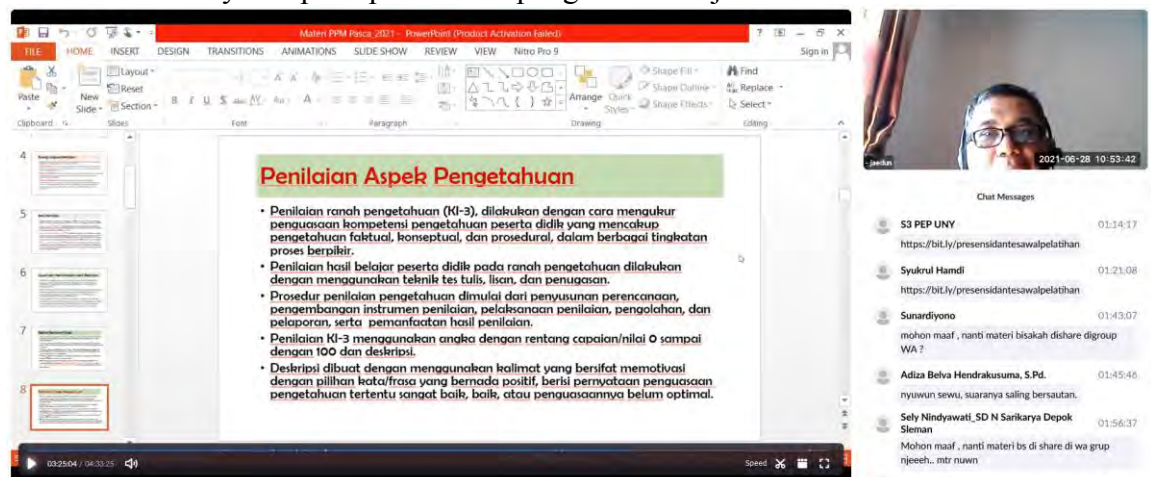 Materi PPM Pasca_2021 - PowerPoint (Product Activation Failed)
FILE HOME INSERT DESIGN TRANSITIONS ANIMATIONS SLIDE SHOW REVIEW VIEW Nitro Pro 9 Sign in
Paste
New
Slide
Layout
Reset
Section
Arrange
Quick
Styles
Shape Fill
Shape Outline
Shape Effects
Find
Replace
Select
Clipboard Slides Font Paragraph Drawing Editing
4
5
6
7
8
Penilaian Aspek Pengetahuan
• Penilaian ranah pengetahuan (KI-3), dilakukan dengan cara mengukur
penguasaan kompetensi pengetahuan peserta didik yang mencakup
pengetahuan faktual, konseptual, dan prosedural, dalam berbagai tingkatan
proses berpikir.
• Penilaian hasil belajar peserta didik pada ranah pengetahuan dilakukan
dengan menggunakan teknik tes tulis, lisan, dan penugasan.
• Prosedur penilaian pengetahuan dimulai dari penyusunan perencanaan,
pengembangan instrumen penilaian, pelaksanaan penilaian, pengolahan, dan
pelaporan, serta pemanfaatan hasil penilaian.
• Penilaian KI-3 menggunakan angka dengan rentang capaian/nilai 0 sampai
dengan 100 dan deskripsi.
• Deskripsi dibuat dengan menggunakan kalimat yang bersifat memotivasi
dengan pilihan kata/frasa yang bernada positif, berisi pernyataan penguasaan
pengetahuan tertentu sangat baik, baik, atau penguasaannya belum optimal.
03:25:04 / 04:33:25
Speed
jaedun
2021-06-28 10:53:42
Chat Messages
S3 PEP UNY 01:14:17
https://bit.ly/presensidantesawalpelatihan
Syukrul Hamdi 01:21:08
https://bit.ly/presensidantesawalpelatihan
Sunardiyono 01:43:07
mohon maaf , nanti materi bisakah dishare digroup
WA ?
Adiza Belva Hendrakusuma, S.Pd. 01:45:46
nyuwun sewu, suaranya saling bersautan.
Sely Nindyawati_SD N Sarikarya Depok
Sleman 01:56:37
Mohon maaf , nanti materi bs di share di wa grup
njeeeh.. mtr nuwn